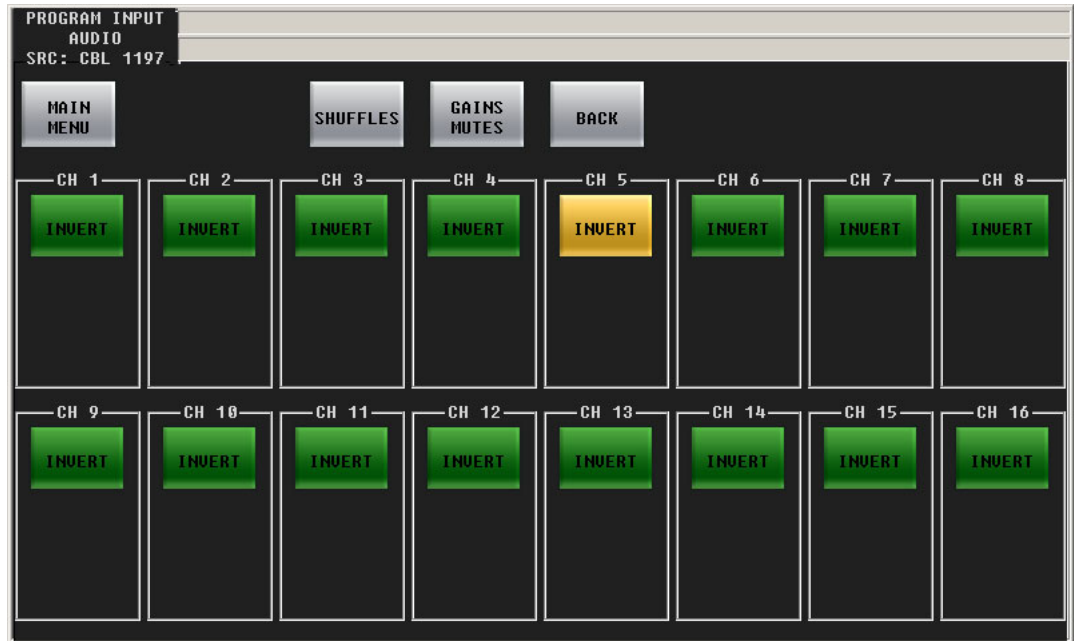 PROGRAM INPUT
AUDIO
SRC: CBL 1197
MAIN
MENU
SHUFFLES
GAINS
MUTES
BACK
CH 1
CH 2
CH 3
CH 4
CH 5
CH 6
CH 7
CH 8
INVERT
INVERT
INVERT
INVERT
INVERT
INVERT
INVERT
INVERT
CH 9
CH 10
CH 11
CH 12
CH 13
CH 14
CH 15
CH 16
INVERT
INVERT
INVERT
INVERT
INVERT
INVERT
INVERT
INVERT